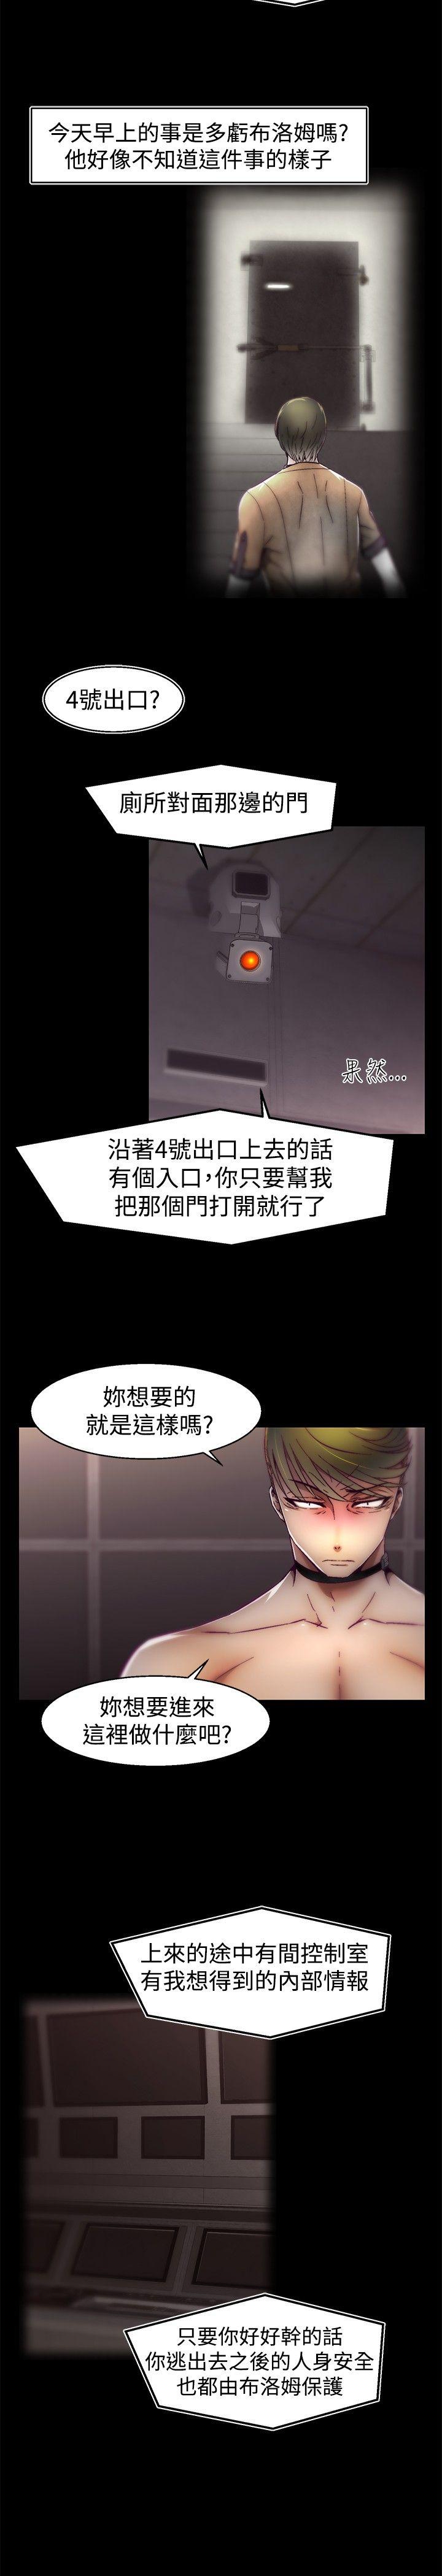 今天早上的事是多虧布洛姆嗎?
他好像不知道這件事的樣子
4號出口?
廁所對面那邊的門
果然...
沿著4號出口上去的話
有個入口,你只要幫我
把那個門打開就行了
妳想要的
就是這樣嗎?
妳想要進來
這裡做什麼吧?
上來的途中有間控制室
有我想得到的內部情報
只要你好好幹的話
你逃出去之後的人身安全
也都由布洛姆保護